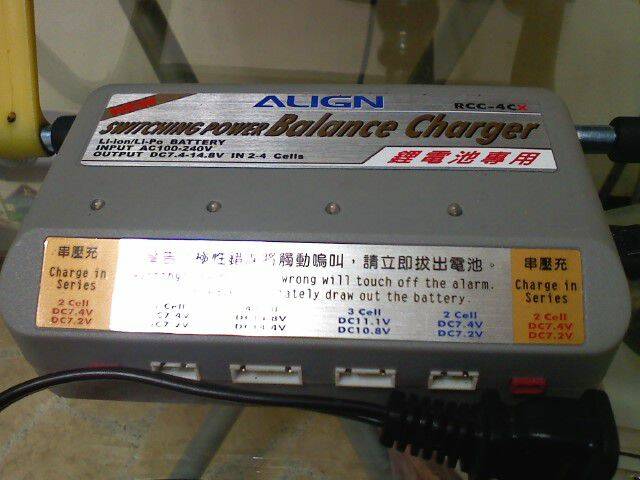 ALIGN
RCC-4CX
SWITCHING POWER Balance Charger
Li-Ion/Li-Po BATTERY
INPUT AC100-240V
OUTPUT DC7.4-14.8V IN 2-4 Cells
鋰電池專用
串壓充
Charge in
Series
2 Cell
DC7.4V
DC7.2V
觸動鳴叫，請立即拔出電池。
wrong will touch off the alarm.
draw out the battery.
3 Cell
DC11.1V
DC10.8V
2 Cell
DC7.4V
DC7.2V
串壓充
Charge in
Series
2 Cell
DC7.4V
DC7.2V